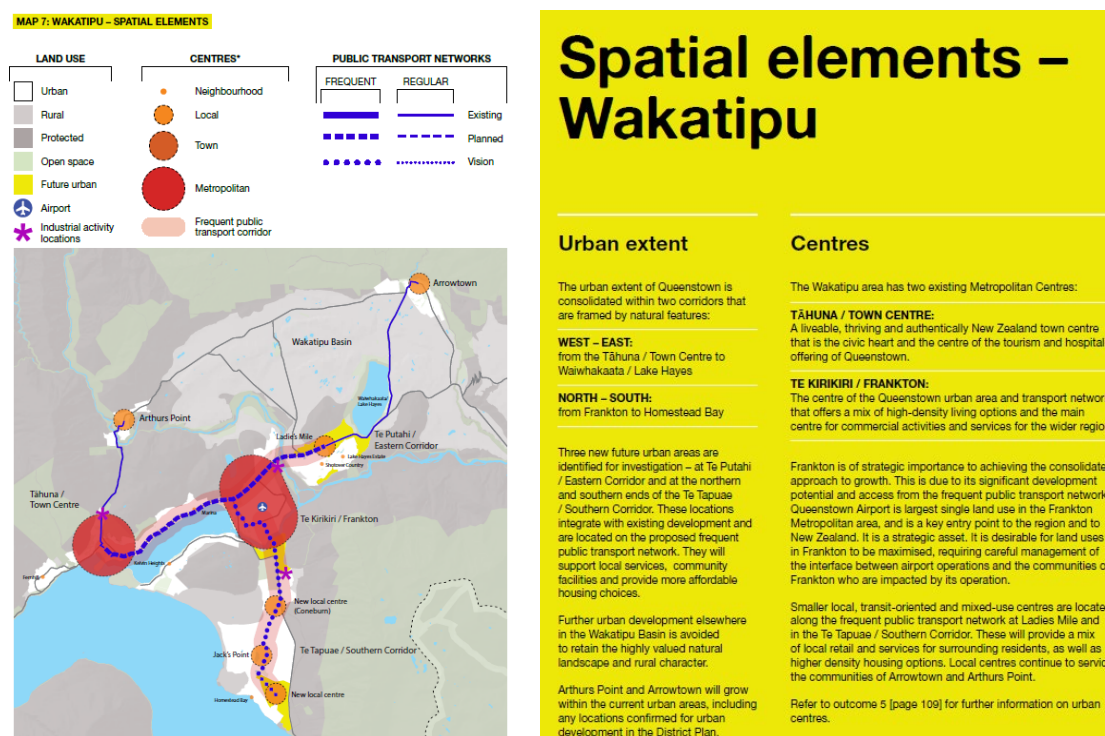 MAP 7: WAKATIPU – SPATIAL ELEMENTS
LAND USE
Urban
Rural
Protected
Open space
Future urban
Airport
Industrial activity
locations
CENTRES*
Neighbourhood
Local
Town
Metropolitan
Frequent public
transport corridor
PUBLIC TRANSPORT NETWORKS
FREQUENT
REGULAR
Existing
Planned
Vision
Arrowtown
Wakatipu Basin
Waiwhakaata/
Lake Hayes
Arthurs Point
Ladie's Mile
Te Putahi /
Eastern Corridor
Lake Hayes Estate
Shotover Country
Tāhuna /
Town Centre
Marina
Te Kirikiri / Frankton
Kelvin Heights
Fernhill
New local centre
(Coneburn)
Jack's Point
Te Tapuae / Southern Corridor
New local centre
Homestead Bay
Spatial elements –
Wakatipu
Urban extent
The urban extent of Queenstown is
consolidated within two corridors that
are framed by natural features:
WEST – EAST:
from the Tāhuna / Town Centre to
Waiwhakaata / Lake Hayes
NORTH – SOUTH:
from Frankton to Homestead Bay
Three new future urban areas are
identified for investigation – at Te Putahi
/ Eastern Corridor and at the northern
and southern ends of the Te Tapuae
/ Southern Corridor. These locations
integrate with existing development and
are located on the proposed frequent
public transport network. They will
support local services, community
facilities and provide more affordable
housing choices.
Further urban development elsewhere
in the Wakatipu Basin is avoided
to retain the highly valued natural
landscape and rural character.
Arthurs Point and Arrowtown will grow
within the current urban areas, including
any locations confirmed for urban
development in the District Plan.
Centres
The Wakatipu area has two existing Metropolitan Centres:
TĀHUNA / TOWN CENTRE:
A liveable, thriving and authentically New Zealand town centre
that is the civic heart and the centre of the tourism and hospital
offering of Queenstown.
TE KIRIKIRI / FRANKTON:
The centre of the Queenstown urban area and transport networ
that offers a mix of high-density living options and the main
centre for commercial activities and services for the wider regio
Frankton is of strategic importance to achieving the consolidate
approach to growth. This is due to its significant development
potential and access from the frequent public transport network
Queenstown Airport is largest single land use in the Frankton
Metropolitan area, and is a key entry point to the region and to
New Zealand. It is a strategic asset. It is desirable for land uses
in Frankton to be maximised, requiring careful management of
the interface between airport operations and the communities o
Frankton who are impacted by its operation.
Smaller local, transit-oriented and mixed-use centres are locate
along the frequent public transport network at Ladies Mile and
in the Te Tapuae / Southern Corridor. These will provide a mix
of local retail and services for surrounding residents, as well as
higher density housing options. Local centres continue to servic
the communities of Arrowtown and Arthurs Point.
Refer to outcome 5 [page 109] for further information on urban
centres.